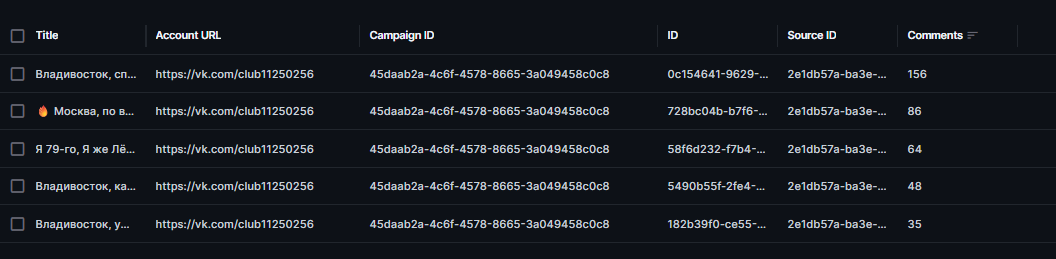 Title Account URL Campaign ID ID Source ID Comments
Владивосток, сп... https://vk.com/club11250256 45daab2a-4c6f-4578-8665-3a049458c0c8 0c154641-9629-... 2e1db57a-ba3e-... 156
🔥 Москва, по в... https://vk.com/club11250256 45daab2a-4c6f-4578-8665-3a049458c0c8 728bc04b-b7f6-... 2e1db57a-ba3e-... 86
Я 79-го, Я же Лё... https://vk.com/club11250256 45daab2a-4c6f-4578-8665-3a049458c0c8 58f6d232-f7b4-... 2e1db57a-ba3e-... 64
Владивосток, ка... https://vk.com/club11250256 45daab2a-4c6f-4578-8665-3a049458c0c8 5490b55f-2fe4-... 2e1db57a-ba3e-... 48
Владивосток, у... https://vk.com/club11250256 45daab2a-4c6f-4578-8665-3a049458c0c8 182b39f0-ce55-... 2e1db57a-ba3e-... 35